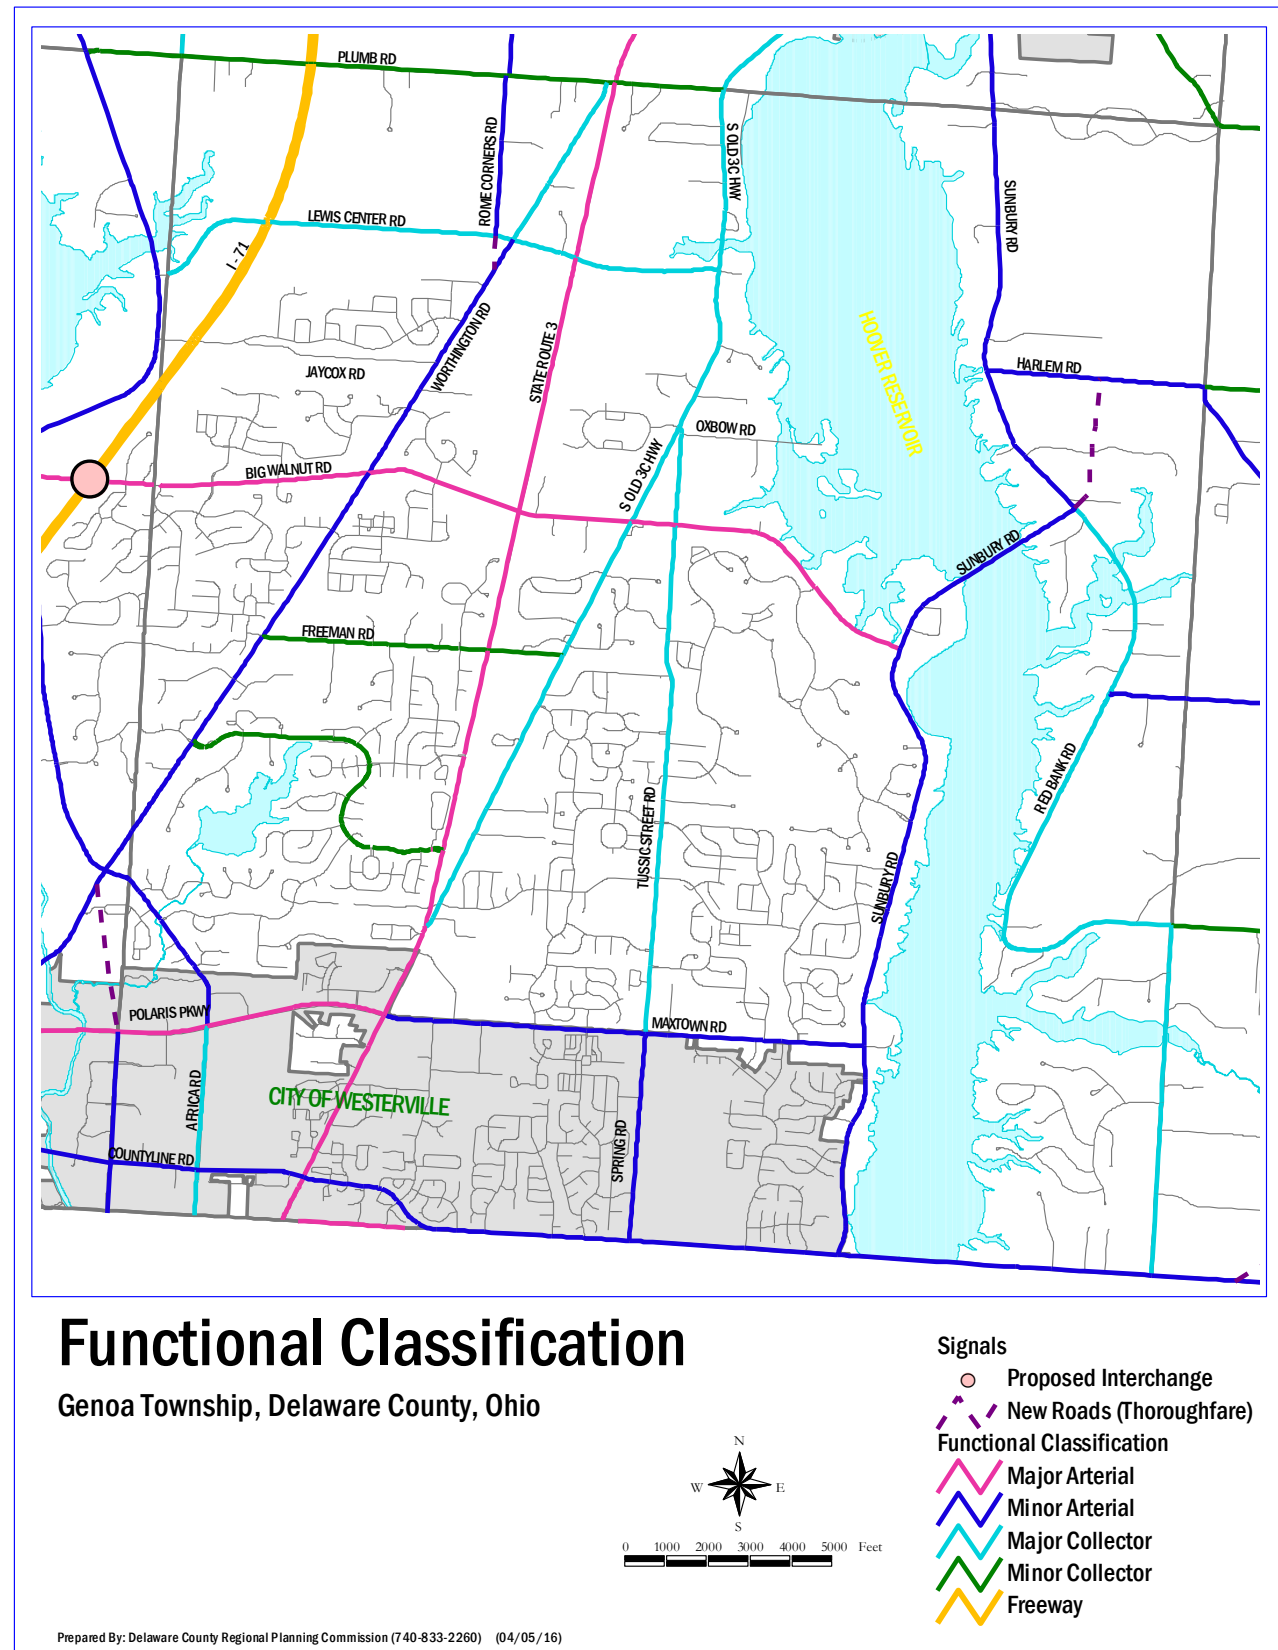 PLUMB RD
ROME CORNERS RD
S OLD 3C HWY
SUNBURY RD
LEWIS CENTER RD
I - 71
WORTHINGTON RD
STATE ROUTE 3
HOOVER RESERVOIR
JAYCOX RD
HARLEM RD
OXBOW RD
BIG WALNUT RD
S OLD 3C HWY
SUNBURY RD
FREEMAN RD
RED BANK RD
TUSSIC STREET RD
SUNBURY RD
POLARIS PKWY
MAXTOWN RD
AFRICA RD
CITY OF WESTERVILLE
SPRING RD
COUNTYLINE RD
Functional Classification
Genoa Township, Delaware County, Ohio
N
W E
S
0 1000 2000 3000 4000 5000 Feet
Signals
Proposed Interchange
New Roads (Thoroughfare)
Functional Classification
Major Arterial
Minor Arterial
Major Collector
Minor Collector
Freeway
Prepared By: Delaware County Regional Planning Commission (740-833-2260) (04/05/16)